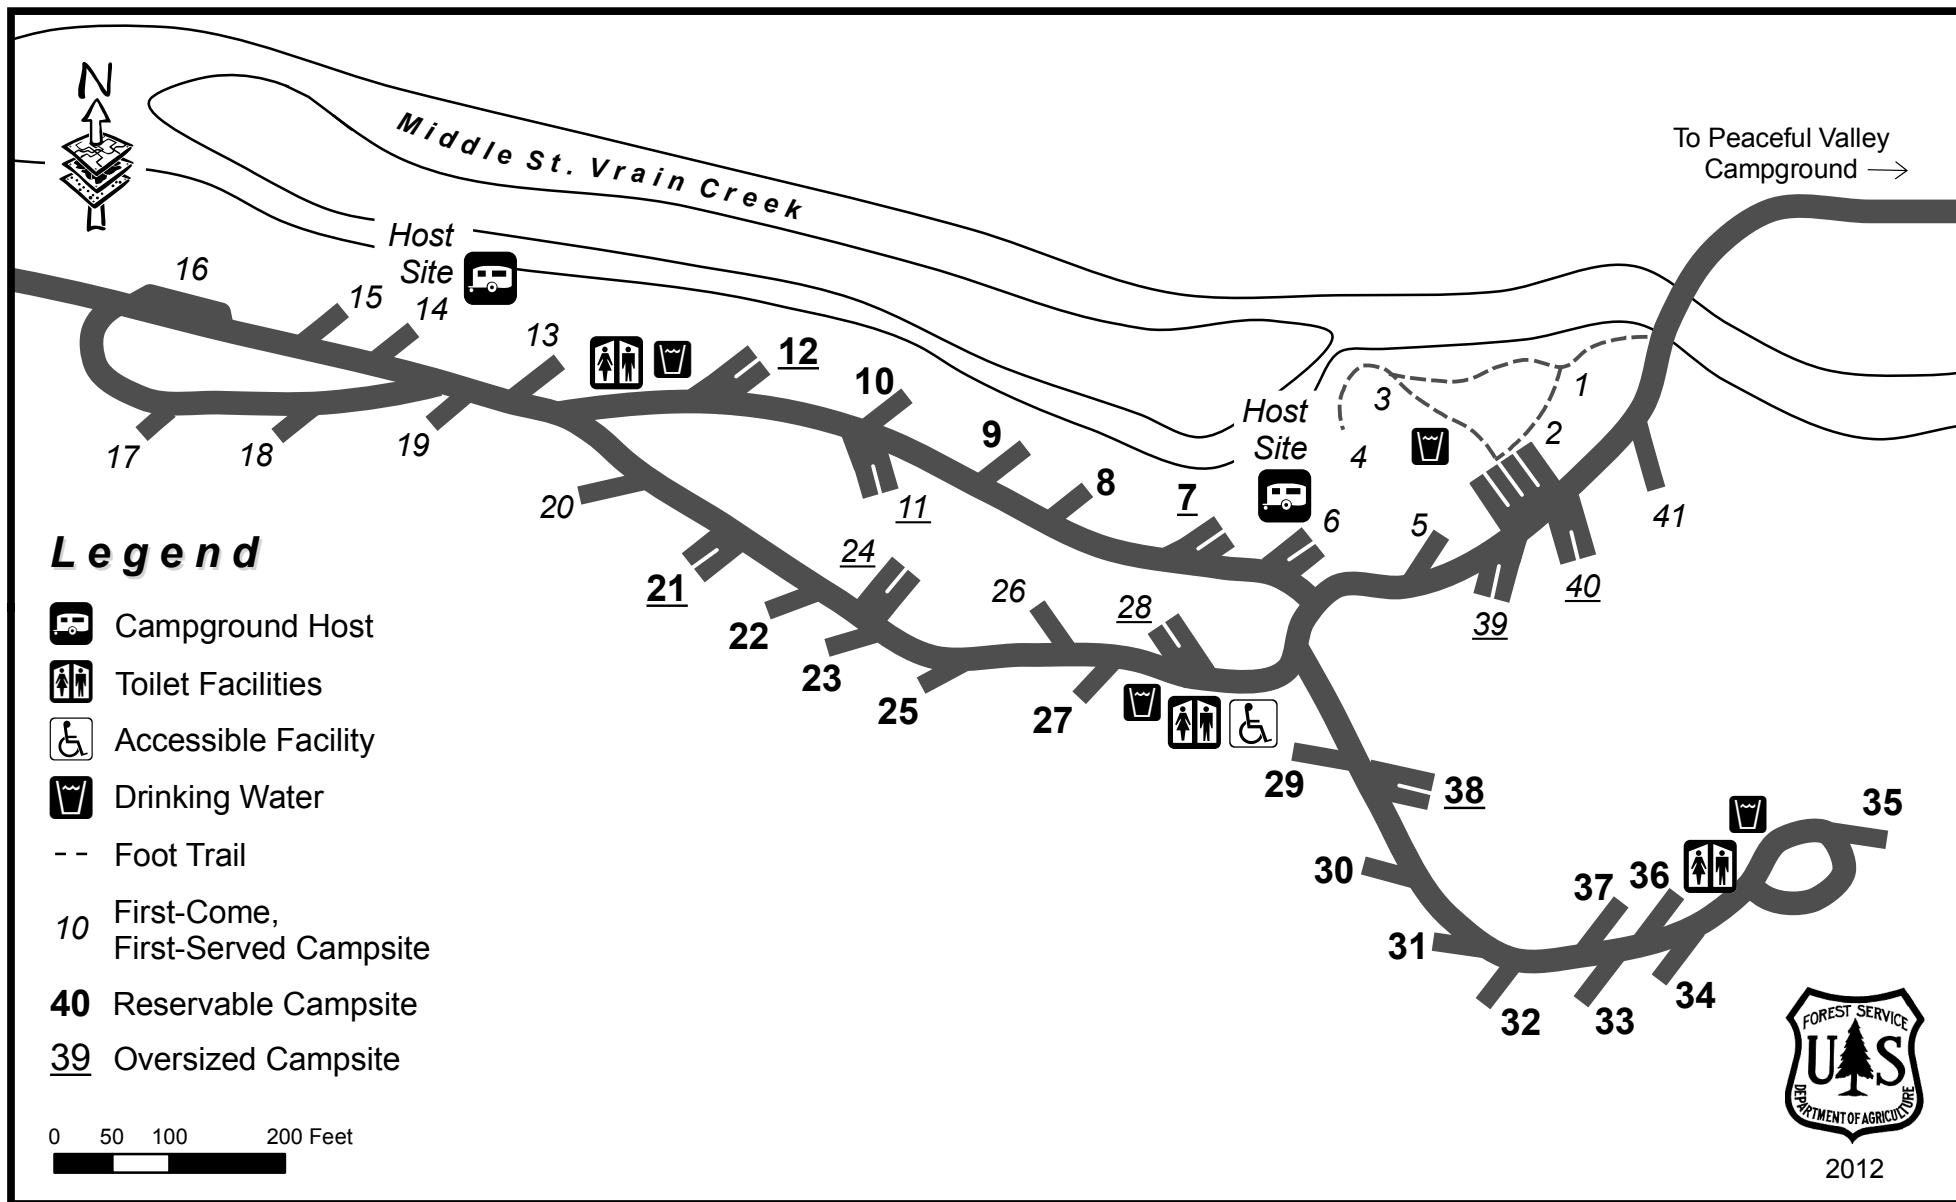 N
Middle St. Vrain Creek
To Peaceful Valley
Campground
Host
Site
16
15
14
13
12
10
9
8
7
Host
Site
6
5
4
3
2
1
17
18
19
20
11
21
22
23
24
25
26
27
28
29
38
30
31
32
33
34
37
36
35
39
40
41
Legend
Campground Host
Toilet Facilities
Accessible Facility
Drinking Water
Foot Trail
10 First-Come,
First-Served Campsite
40 Reservable Campsite
39 Oversized Campsite
0 50 100 200 Feet
FOREST SERVICE
U S
DEPARTMENT OF AGRICULTURE
2012